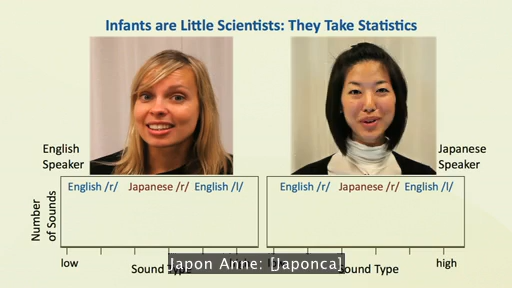 Infants are Little Scientists: They Take Statistics
English
Speaker
Japanese
Speaker
English /r/ Japanese /r/ English /l/
English /r/ Japanese /r/ English /l/
Number
of Sounds
low
high
Sound Type
Sound Type
Japon Anne: [Japonca]